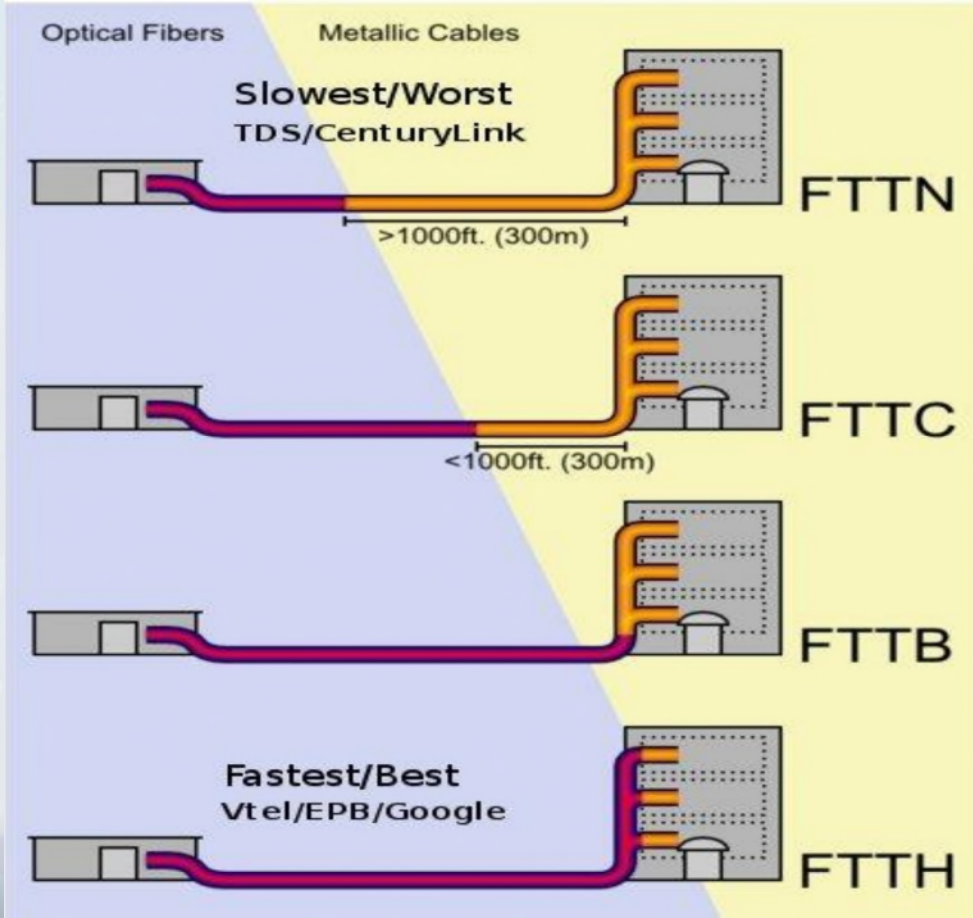 Optical Fibers
Metallic Cables
Slowest/Worst
TDS/CenturyLink
FTTN
>1000ft. (300m)
FTTC
<1000ft. (300m)
FTTB
Fastest/Best
Vtel/EPB/Google
FTTH